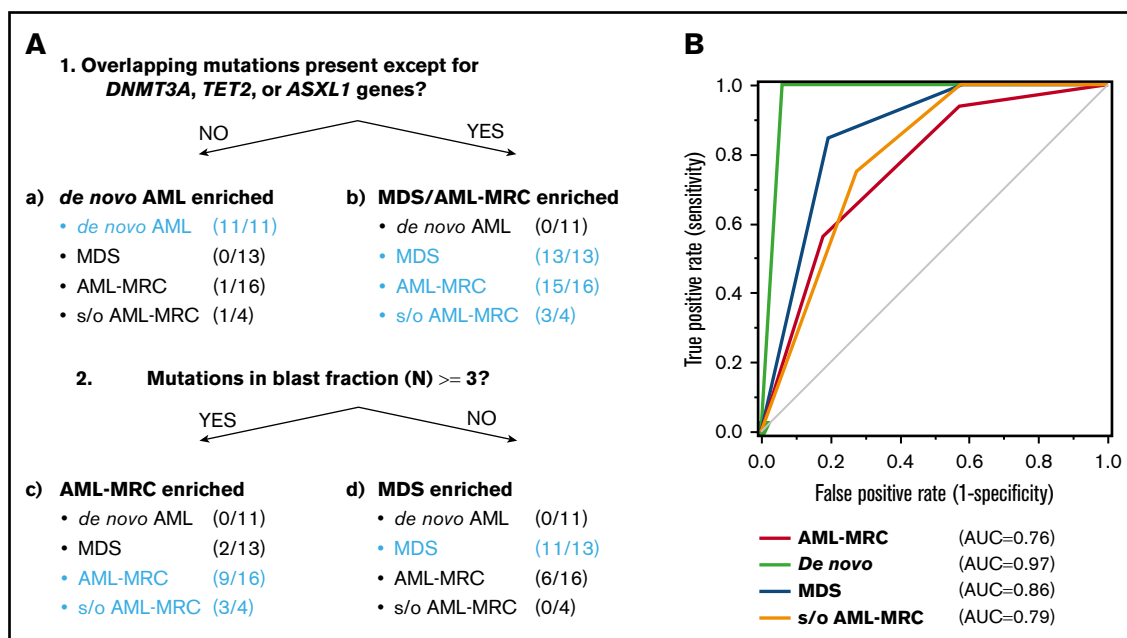 A
1. Overlapping mutations present except for
DNMT3A, TET2, or ASXL1 genes?
NO
YES
a) de novo AML enriched
• de novo AML (11/11)
• MDS (0/13)
• AML-MRC (1/16)
• s/o AML-MRC (1/4)
b) MDS/AML-MRC enriched
• de novo AML (0/11)
• MDS (13/13)
• AML-MRC (15/16)
• s/o AML-MRC (3/4)
2. Mutations in blast fraction (N) >= 3?
YES
NO
c) AML-MRC enriched
• de novo AML (0/11)
• MDS (2/13)
• AML-MRC (9/16)
• s/o AML-MRC (3/4)
d) MDS enriched
• de novo AML (0/11)
• MDS (11/13)
• AML-MRC (6/16)
• s/o AML-MRC (0/4)
B
True positive rate (sensitivity)
1.0
0.8
0.6
0.4
0.2
0.0
0.0 0.2 0.4 0.6 0.8 1.0
False positive rate (1-specificity)
AML-MRC (AUC=0.76)
De novo (AUC=0.97)
MDS (AUC=0.86)
s/o AML-MRC (AUC=0.79)